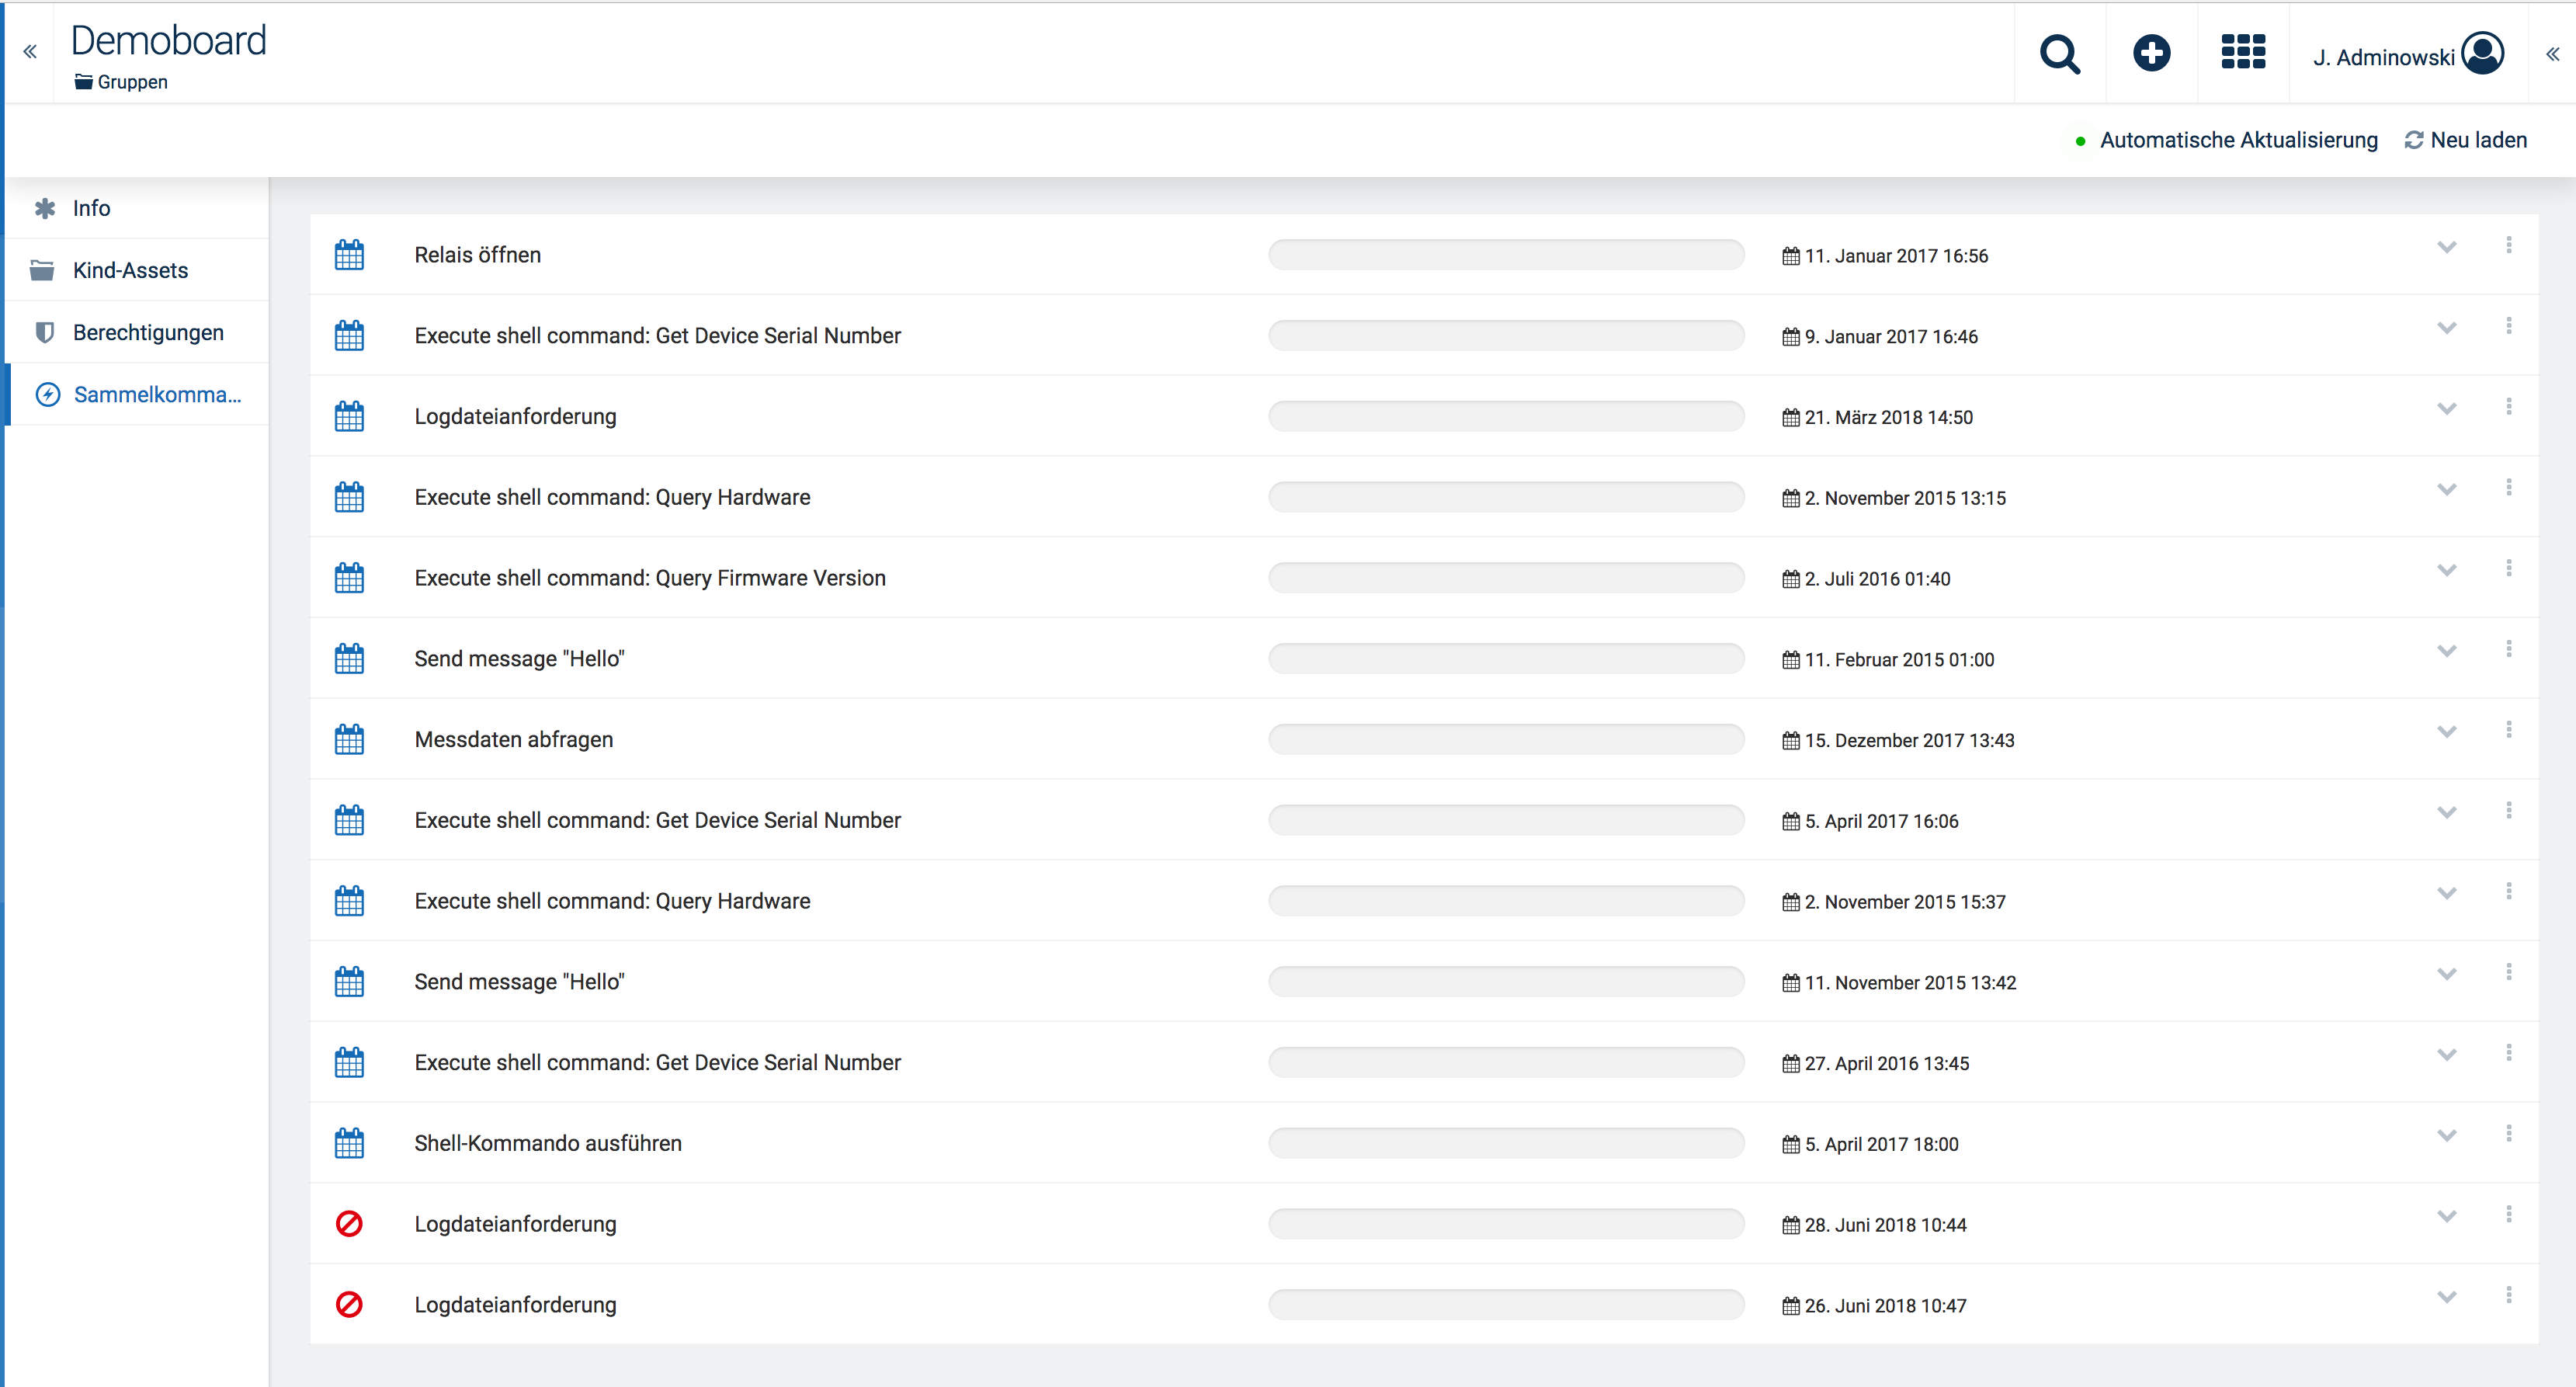 Demoboard
Gruppen
J. Adminowski
Automatische Aktualisierung Neu laden
Info
Kind-Assets
Berechtigungen
Sammelkomma...
Relais öffnen 11. Januar 2017 16:56
Execute shell command: Get Device Serial Number 9. Januar 2017 16:46
Logdateianforderung 21. März 2018 14:50
Execute shell command: Query Hardware 2. November 2015 13:15
Execute shell command: Query Firmware Version 2. Juli 2016 01:40
Send message "Hello" 11. Februar 2015 01:00
Messdaten abfragen 15. Dezember 2017 13:43
Execute shell command: Get Device Serial Number 5. April 2017 16:06
Execute shell command: Query Hardware 2. November 2015 15:37
Send message "Hello" 11. November 2015 13:42
Execute shell command: Get Device Serial Number 27. April 2016 13:45
Shell-Kommando ausführen 5. April 2017 18:00
Logdateianforderung 28. Juni 2018 10:44
Logdateianforderung 26. Juni 2018 10:47